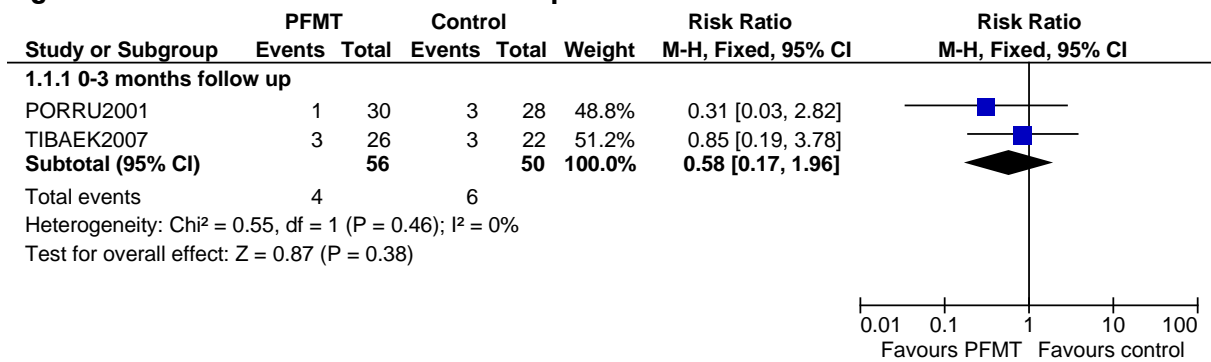 PFMT Control Risk Ratio Risk Ratio
Study or Subgroup Events Total Events Total Weight M-H, Fixed, 95% CI M-H, Fixed, 95% CI
1.1.1 0-3 months follow up
PORRU2001 1 30 3 28 48.8% 0.31 [0.03, 2.82]
TIBAEK2007 3 26 3 22 51.2% 0.85 [0.19, 3.78]
Subtotal (95% CI) 56 50 100.0% 0.58 [0.17, 1.96]
Total events 4 6
Heterogeneity: Chi² = 0.55, df = 1 (P = 0.46); I² = 0%
Test for overall effect: Z = 0.87 (P = 0.38)
0.01 0.1 1 10 100
Favours PFMT Favours control